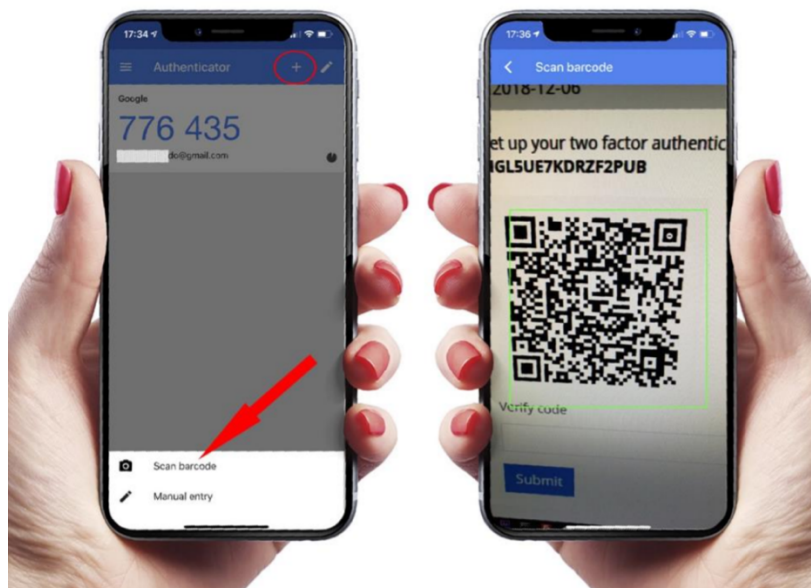 17:34
Authenticator
Google
776 435
do@gmail.com
Scan barcode
Manual entry
17:36
Scan barcode
2018-12-06
et up your two factor authentic
IGL5UE7KDRZF2PUB
Verify code
Submit